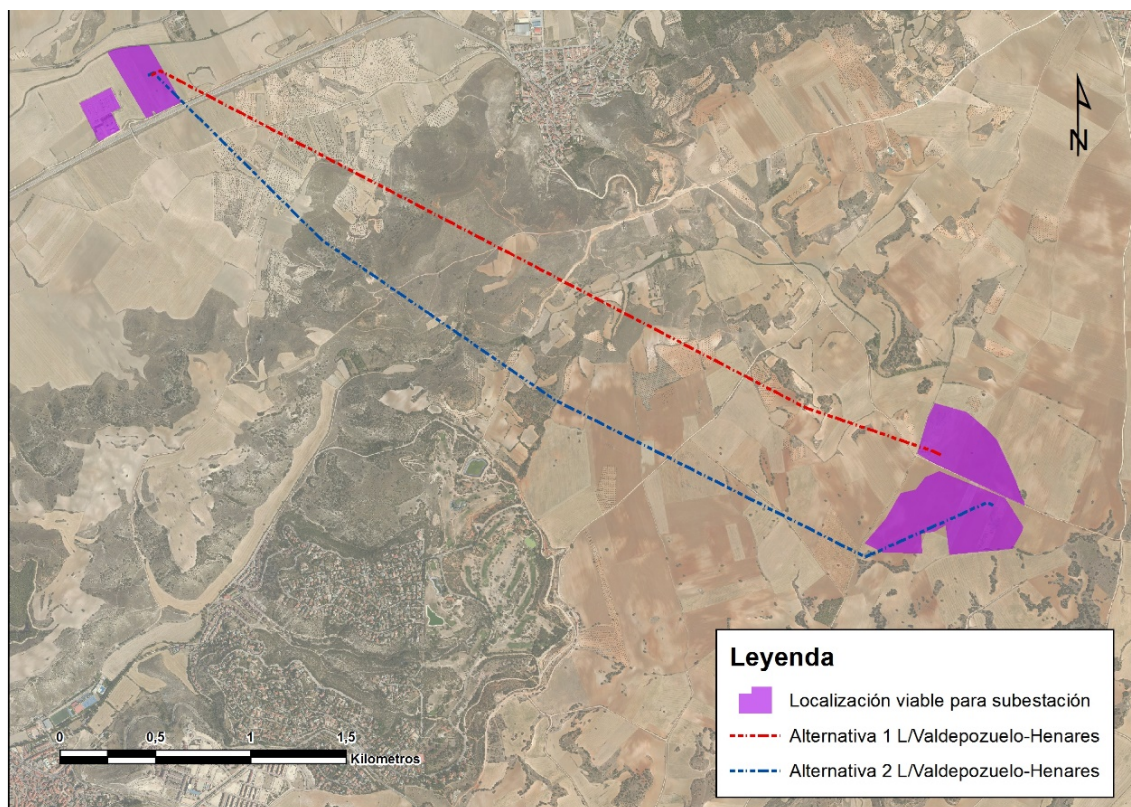 N
Leyenda
Localización viable para subestación
Alternativa 1 L/Valdepozuelo-Henares
Alternativa 2 L/Valdepozuelo-Henares
0 0,5 1 1,5
Kilometros